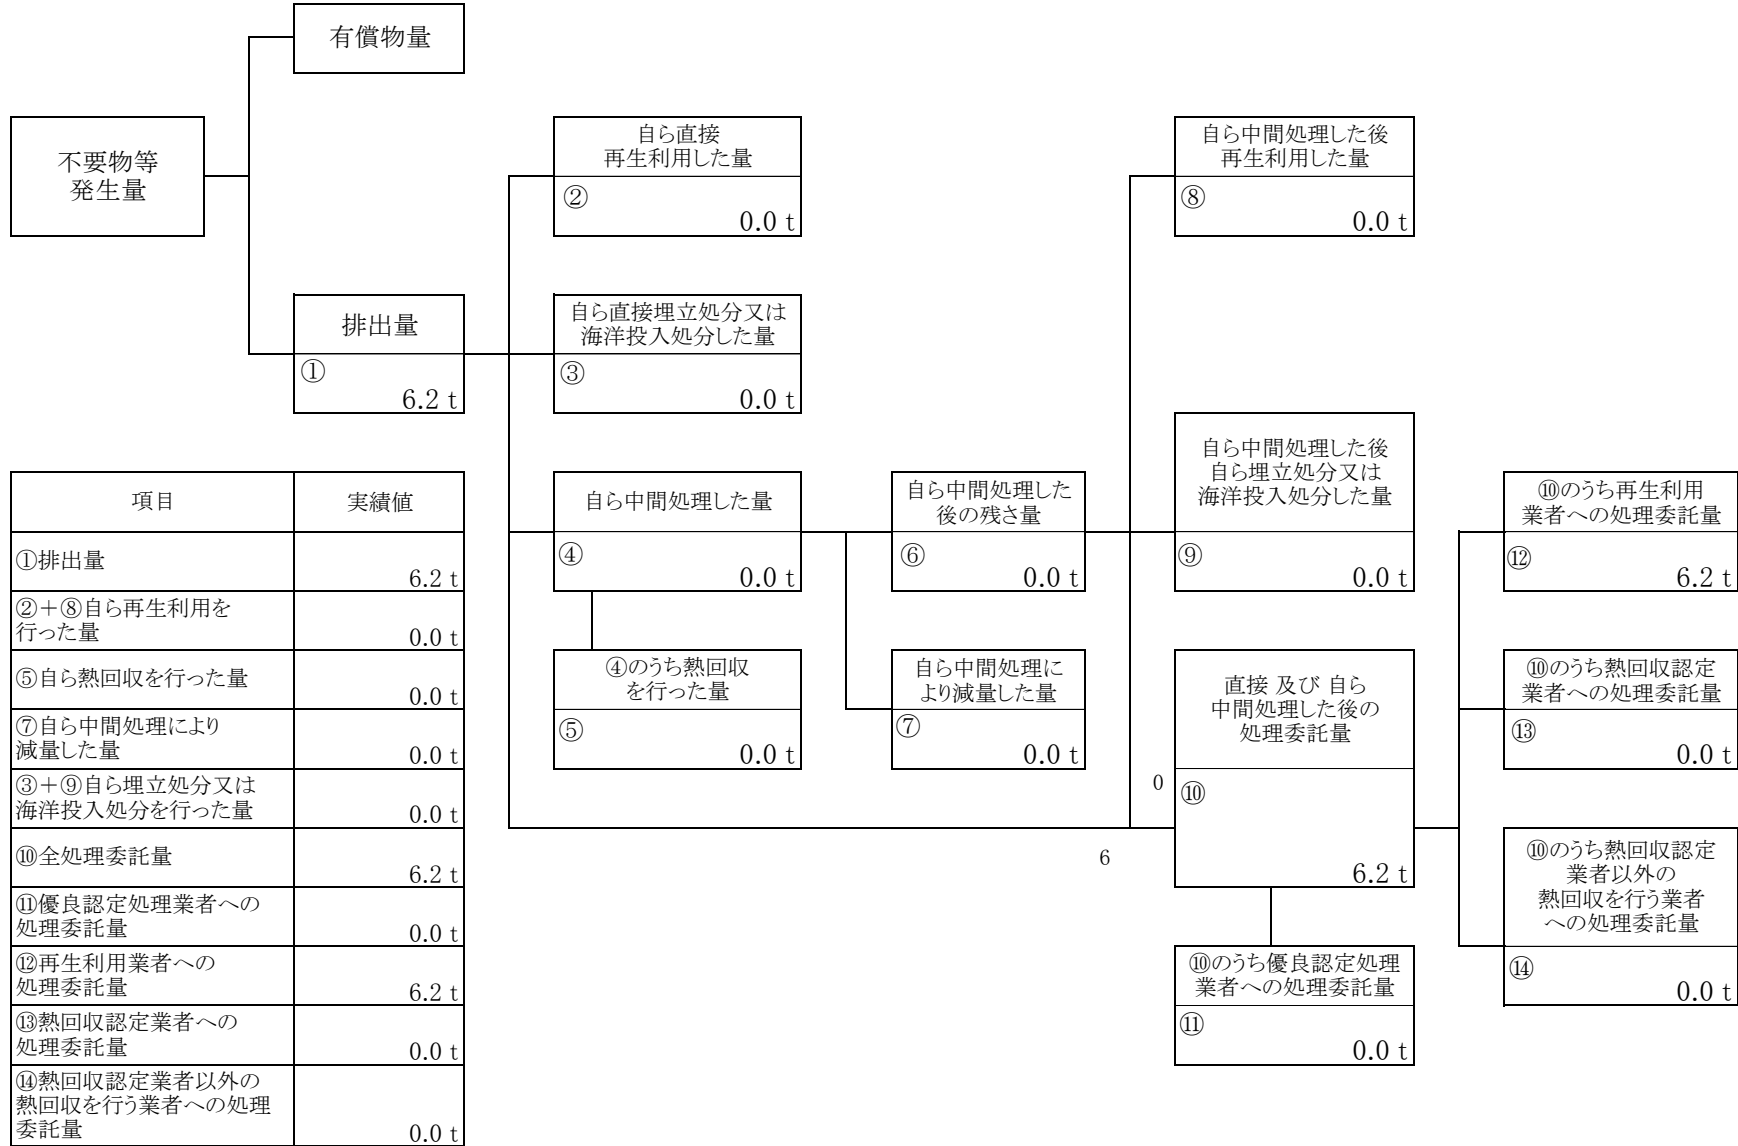 有償物量
不要物等
発生量
自ら直接
再生利用した量
②
0.0 t
自ら中間処理した後
再生利用した量
⑧
0.0 t
排出量
①
6.2 t
自ら直接埋立処分又は
海洋投入処分した量
③
0.0 t
自ら中間処理した量
④
0.0 t
自ら中間処理した
後の残さ量
⑥
0.0 t
自ら中間処理した後
自ら埋立処分又は
海洋投入処分した量
⑨
0.0 t
⑩のうち再生利用
業者への処理委託量
⑫
6.2 t
④のうち熱回収
を行った量
⑤
0.0 t
自ら中間処理に
より減量した量
⑦
0.0 t
直接 及び 自ら
中間処理した後の
処理委託量
0
⑩
6
6.2 t
⑩のうち熱回収認定
業者への処理委託量
⑬
0.0 t
⑩のうち熱回収認定
業者以外の
熱回収を行う業者
への処理委託量
⑭
0.0 t
⑩のうち優良認定処理
業者への処理委託量
⑪
0.0 t
項目 実績値
①排出量
6.2 t
②+⑧自ら再生利用を
行った量
0.0 t
⑤自ら熱回収を行った量
0.0 t
⑦自ら中間処理により
減量した量
0.0 t
③+⑨自ら埋立処分又は
海洋投入処分を行った量
0.0 t
⑩全処理委託量
6.2 t
⑪優良認定処理業者への
処理委託量
0.0 t
⑫再生利用業者への
処理委託量
6.2 t
⑬熱回収認定業者への
処理委託量
0.0 t
⑭熱回収認定業者以外の
熱回収を行う業者への処理
委託量
0.0 t